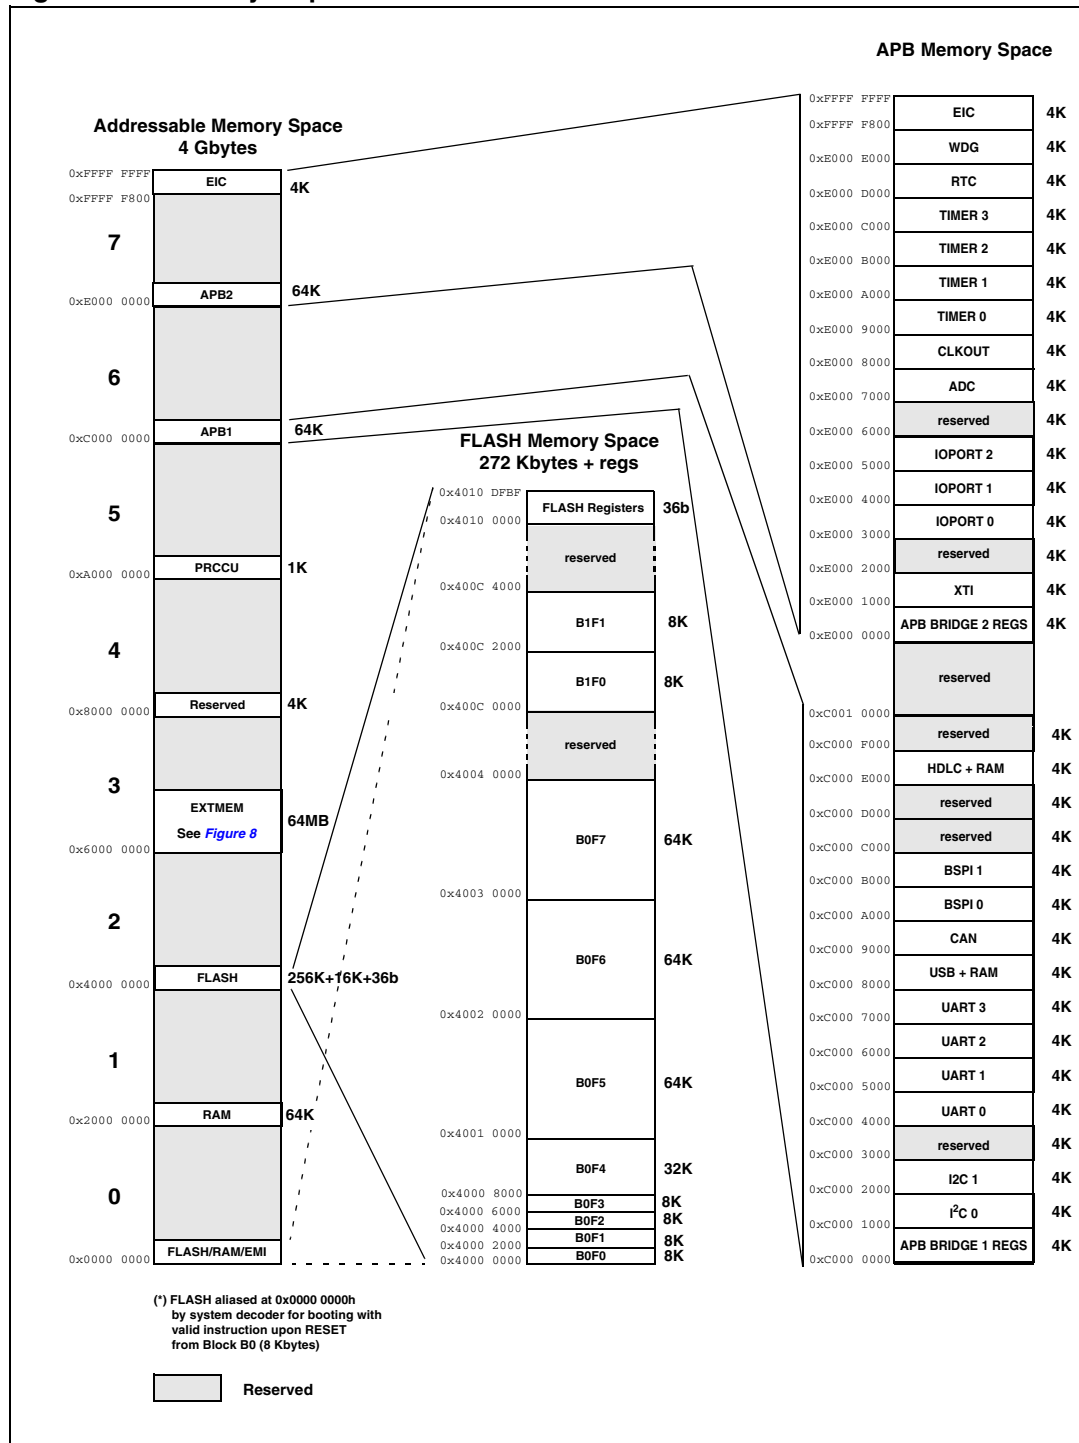 APB Memory Space
Addressable Memory Space
4 Gbytes
0xFFFF FFFF
EIC
4K
0xFFFF F800
7
APB2
64K
0xE000 0000
6
APB1
64K
0xC000 0000
5
PRCCU
1K
0xA000 0000
4
Reserved
4K
0x8000 0000
3
EXTMEM
See Figure 8
64MB
0x6000 0000
2
FLASH
256K+16K+36b
0x4000 0000
1
RAM
64K
0x2000 0000
0
FLASH/RAM/EMI
0x0000 0000
FLASH Memory Space
272 Kbytes + regs
0x4010 DFBF
FLASH Registers
36b
0x4010 0000
reserved
0x400C 4000
B1F1
8K
0x400C 2000
B1F0
8K
0x400C 0000
reserved
0x4004 0000
B0F7
64K
0x4003 0000
B0F6
64K
0x4002 0000
B0F5
64K
0x4001 0000
B0F4
32K
0x4000 8000
B0F3
8K
0x4000 6000
B0F2
8K
0x4000 4000
B0F1
8K
0x4000 2000
B0F0
8K
0x4000 0000
0xFFFF FFFF
EIC
4K
0xFFFF F800
WDG
4K
0xE000 E000
RTC
4K
0xE000 D000
TIMER 3
4K
0xE000 C000
TIMER 2
4K
0xE000 B000
TIMER 1
4K
0xE000 A000
TIMER 0
4K
0xE000 9000
CLKOUT
4K
0xE000 8000
ADC
4K
0xE000 7000
reserved
4K
0xE000 6000
IOPORT 2
4K
0xE000 5000
IOPORT 1
4K
0xE000 4000
IOPORT 0
4K
0xE000 3000
reserved
4K
0xE000 2000
XTI
4K
0xE000 1000
APB BRIDGE 2 REGS
4K
0xE000 0000
reserved
0xC001 0000
reserved
4K
0xC000 F000
HDLC + RAM
4K
0xC000 E000
reserved
4K
0xC000 D000
reserved
4K
0xC000 C000
BSPI 1
4K
0xC000 B000
BSPI 0
4K
0xC000 A000
CAN
4K
0xC000 9000
USB + RAM
4K
0xC000 8000
UART 3
4K
0xC000 7000
UART 2
4K
0xC000 6000
UART 1
4K
0xC000 5000
UART 0
4K
0xC000 4000
reserved
4K
0xC000 3000
I2C 1
4K
0xC000 2000
I²C 0
4K
0xC000 1000
APB BRIDGE 1 REGS
4K
0xC000 0000
(*) FLASH aliased at 0x0000 0000h
by system decoder for booting with
valid instruction upon RESET
from Block B0 (8 Kbytes)
Reserved